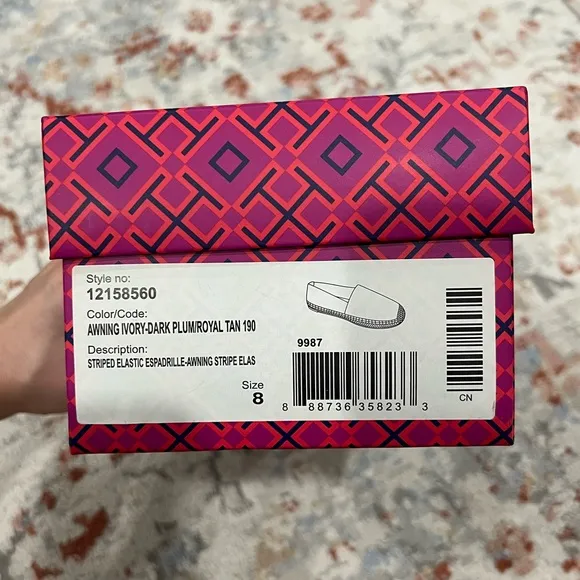 Style no:
12158560
Color/Code:
AWNING IVORY-DARK PLUM/ROYAL TAN 190
Description:
STRIPED ELASTIC ESPADRILLE-AWNING STRIPE ELAS
Size
8
9987
8 88736 35823 3
CN